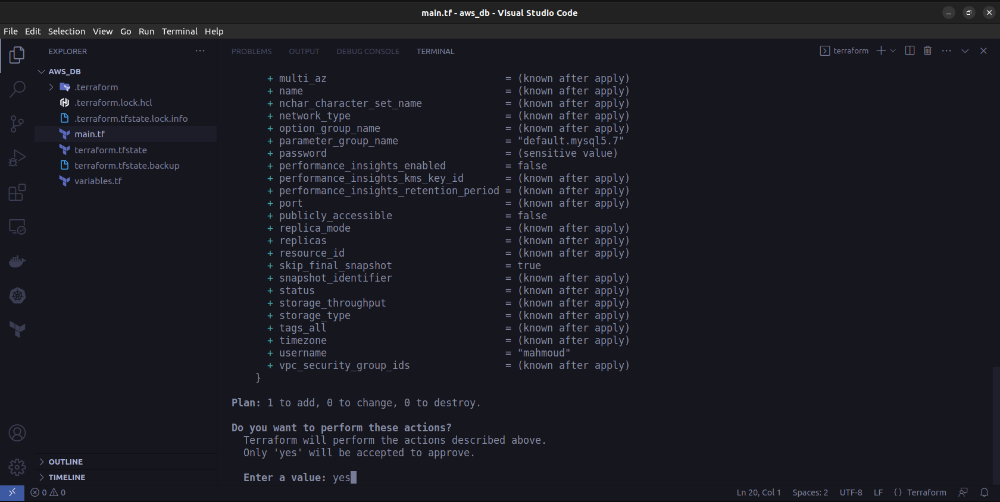 main.tf - aws_db - Visual Studio Code
File Edit Selection View Go Run Terminal Help
EXPLORER
AWS_DB
.terraform
.terraform.lock.hcl
.terraform.tfstate.lock.info
main.tf
terraform.tfstate
terraform.tfstate.backup
variables.tf
OUTLINE
TIMELINE
PROBLEMS OUTPUT DEBUG CONSOLE TERMINAL
terraform
+ multi_az = (known after apply)
+ name = (known after apply)
+ nchar_character_set_name = (known after apply)
+ network_type = (known after apply)
+ option_group_name = (known after apply)
+ parameter_group_name = "default.mysql5.7"
+ password = (sensitive value)
+ performance_insights_enabled = false
+ performance_insights_kms_key_id = (known after apply)
+ performance_insights_retention_period = (known after apply)
+ port = (known after apply)
+ publicly_accessible = false
+ replica_mode = (known after apply)
+ replicas = (known after apply)
+ resource_id = (known after apply)
+ skip_final_snapshot = true
+ snapshot_identifier = (known after apply)
+ status = (known after apply)
+ storage_throughput = (known after apply)
+ storage_type = (known after apply)
+ tags_all = (known after apply)
+ timezone = (known after apply)
+ username = "mahmoud"
+ vpc_security_group_ids = (known after apply)
}
Plan: 1 to add, 0 to change, 0 to destroy.
Do you want to perform these actions?
Terraform will perform the actions described above.
Only 'yes' will be accepted to approve.
Enter a value: yes
0 0
Ln 20, Col 1 Spaces: 2 UTF-8 LF {} Terraform